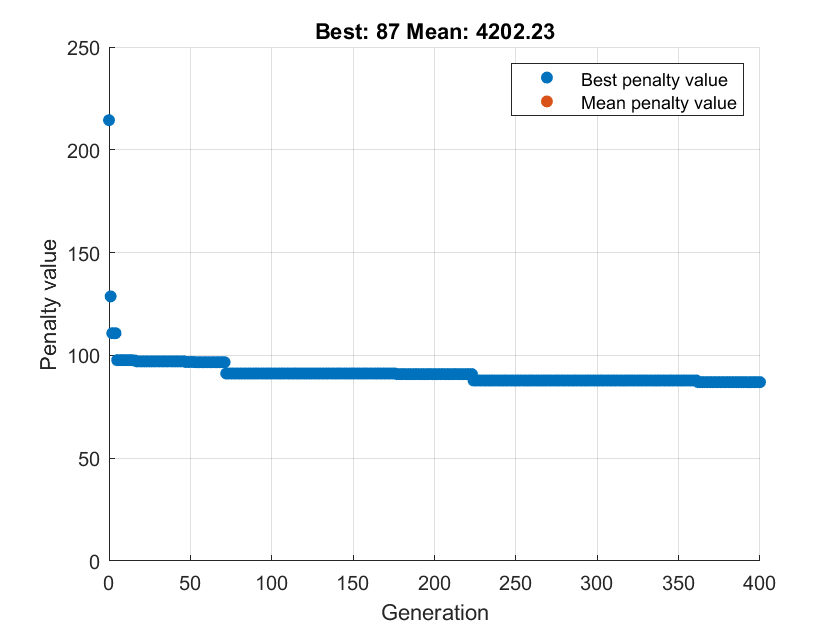 Best: 87 Mean: 4202.23
250
Best penalty value
Mean penalty value
200
150
Penalty value
100
50
0
0 50 100 150 200 250 300 350 400
Generation